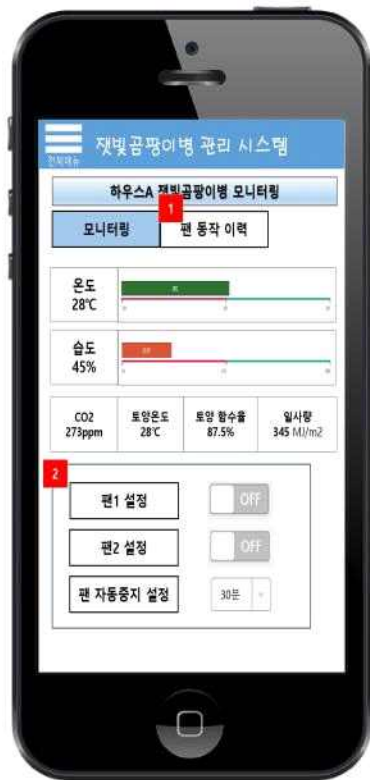 전체메뉴
잿빛곰팡이병 관리 시스템
하우스A 잿빛곰팡이병 모니터링
1
모니터링
팬 동작 이력
온도
28℃
습도
45%
CO2
273ppm
토양온도
28℃
토양 함수율
87.5%
일사량
345 MJ/m2
2
팬1 설정
OFF
팬2 설정
OFF
팬 자동중지 설정
30분